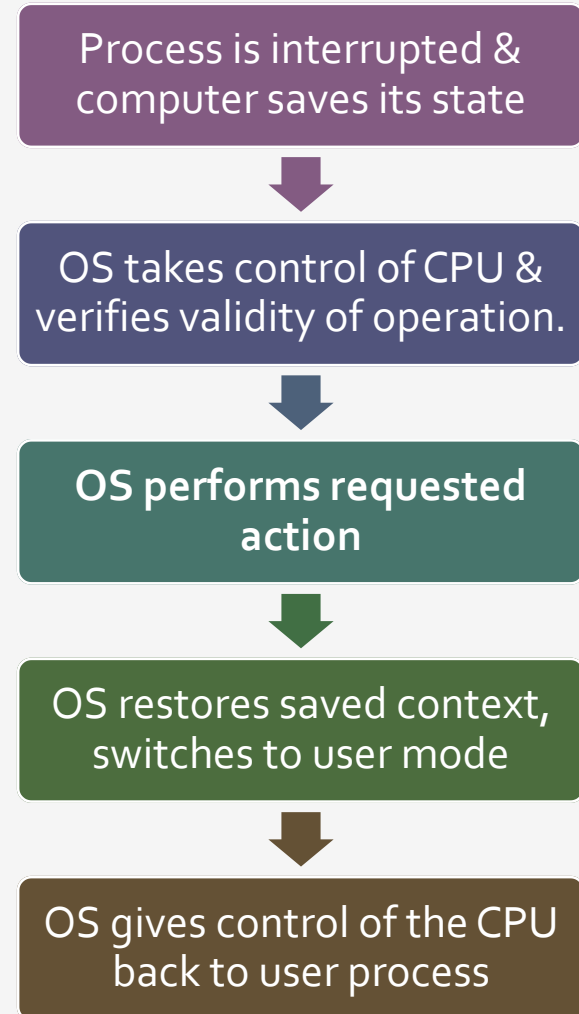 Process is interrupted &
computer saves its state
OS takes control of CPU &
verifies validity of operation.
OS performs requested
action
OS restores saved context,
switches to user mode
OS gives control of the CPU
back to user process